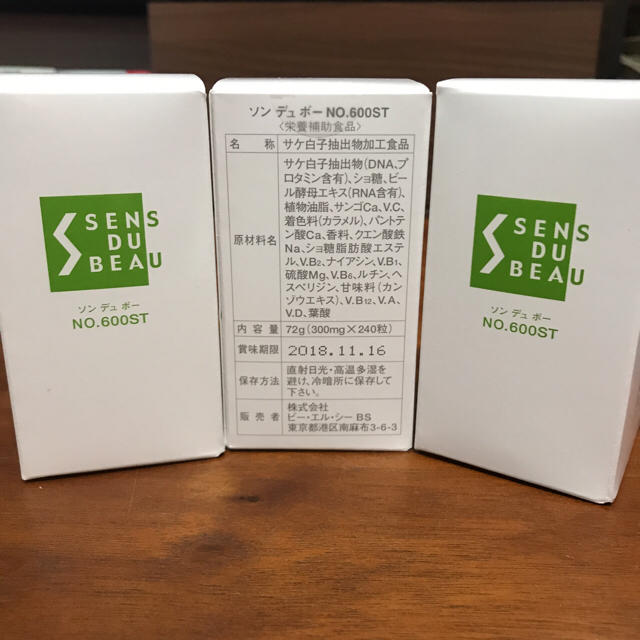 SENS
DU
BEAU
ソン デュ ボー
NO.600ST
ソン デュ ボー NO.600ST
〈栄養補助食品〉
名 称 サケ白子抽出物加工食品
原材料名
サケ白子抽出物(DNA、プ
ロタミン含有)、ショ糖、ビー
ル酵母エキス(RNA含有)、
植物油脂、サンゴCa、V.C、
着色料(カラメル)、パントテ
ン酸Ca、香料、クエン酸鉄
Na、ショ糖脂肪酸エステ
ル、V.B2、ナイアシン、V.B1、
硫酸Mg、V.B6、ルチン、ヘ
スペリジン、甘味料(カン
ゾウエキス)、V.B12、V.A、
V.D、葉酸
内 容 量 72g(300mg×240粒)
賞味期限 2018.11.16
保存方法
直射日光・高温多湿を
避け、冷暗所に保存して
下さい。
販 売 者
株式会社
ビー・エル・シー BS
東京都港区南麻布3-6-3
SENS
DU
BEAU
ソン デュ ボー
NO.600ST